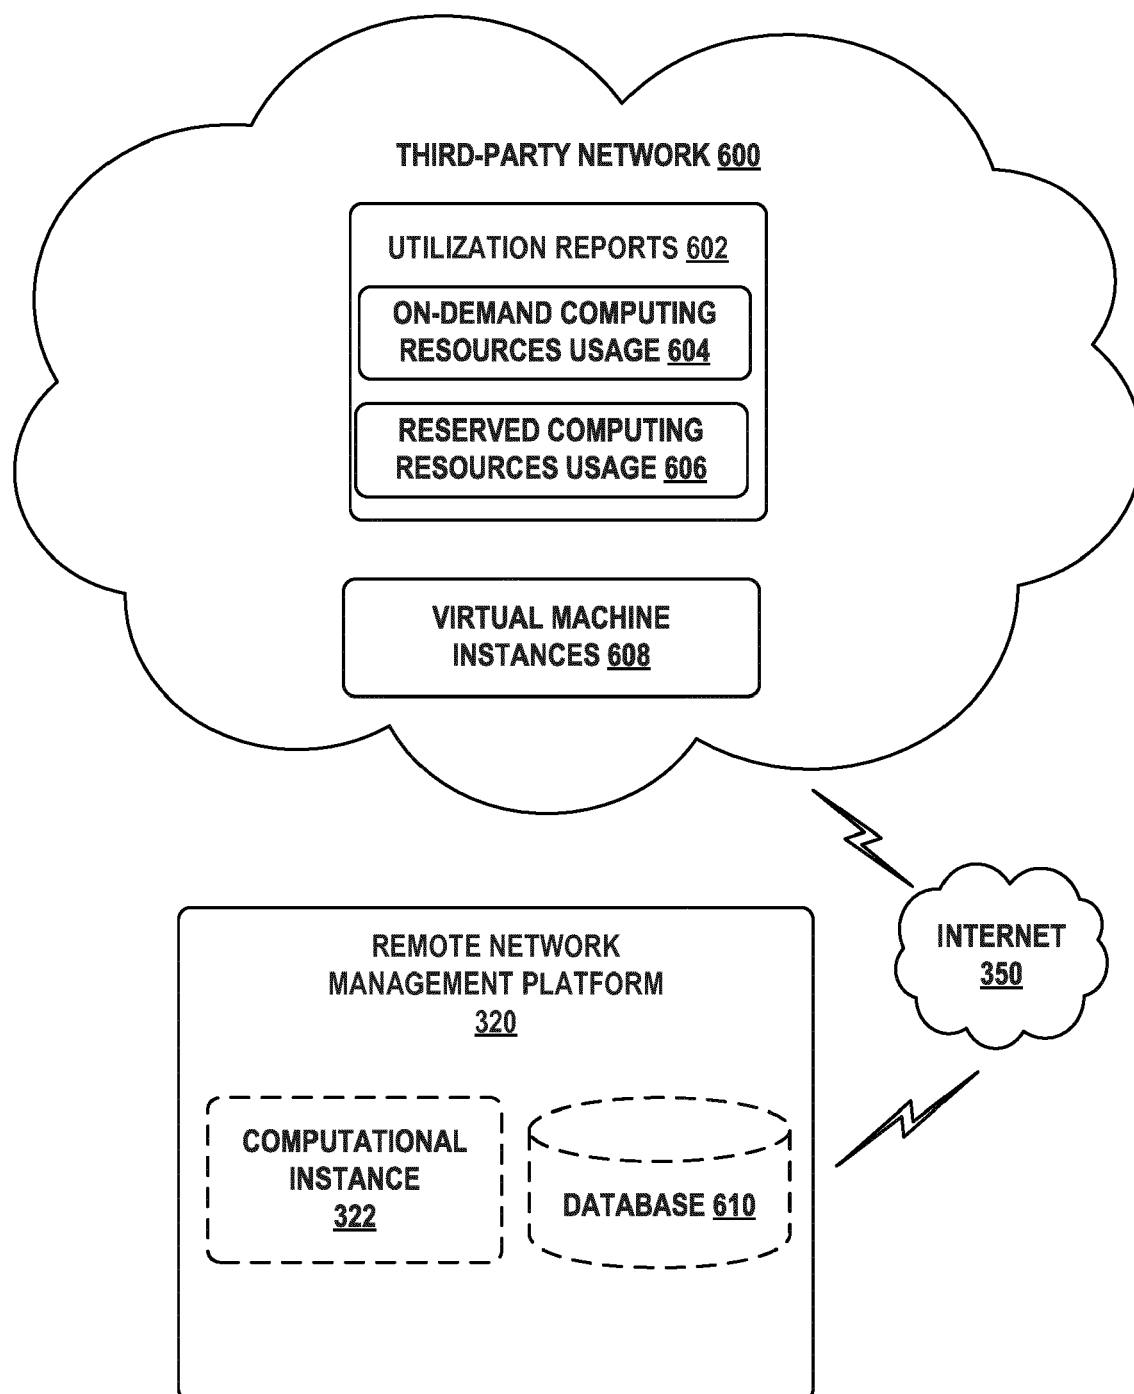 THIRD-PARTY NETWORK 600
UTILIZATION REPORTS 602
ON-DEMAND COMPUTING
RESOURCES USAGE 604
RESERVED COMPUTING
RESOURCES USAGE 606
VIRTUAL MACHINE
INSTANCES 608
INTERNET
350
REMOTE NETWORK
MANAGEMENT PLATFORM
320
COMPUTATIONAL
INSTANCE
322
DATABASE 610